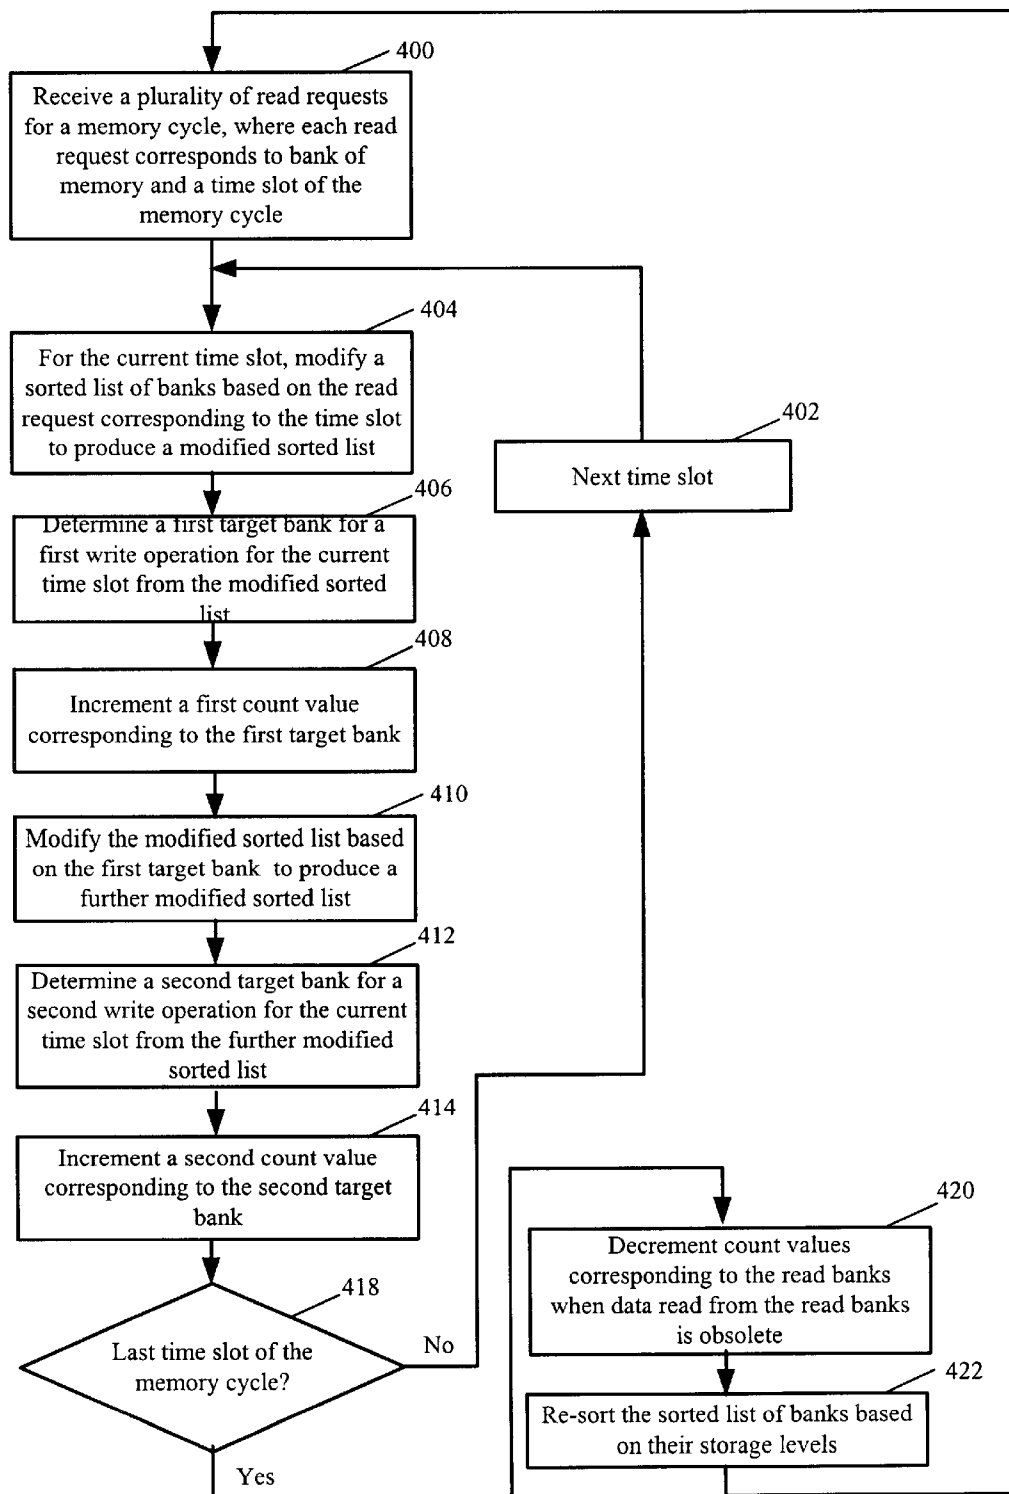 400
Receive a plurality of read requests
for a memory cycle, where each read
request corresponds to bank of
memory and a time slot of the
memory cycle
404
For the current time slot, modify a
sorted list of banks based on the read
request corresponding to the time slot
to produce a modified sorted list
402
Next time slot
406
Determine a first target bank for a
first write operation for the current
time slot from the modified sorted
list
408
Increment a first count value
corresponding to the first target bank
410
Modify the modified sorted list based
on the first target bank to produce a
further modified sorted list
412
Determine a second target bank for a
second write operation for the current
time slot from the further modified
sorted list
414
Increment a second count value
corresponding to the second target
bank
418
Last time slot of the
memory cycle?
No
Yes
420
Decrement count values
corresponding to the read banks
when data read from the read banks
is obsolete
422
Re-sort the sorted list of banks based
on their storage levels